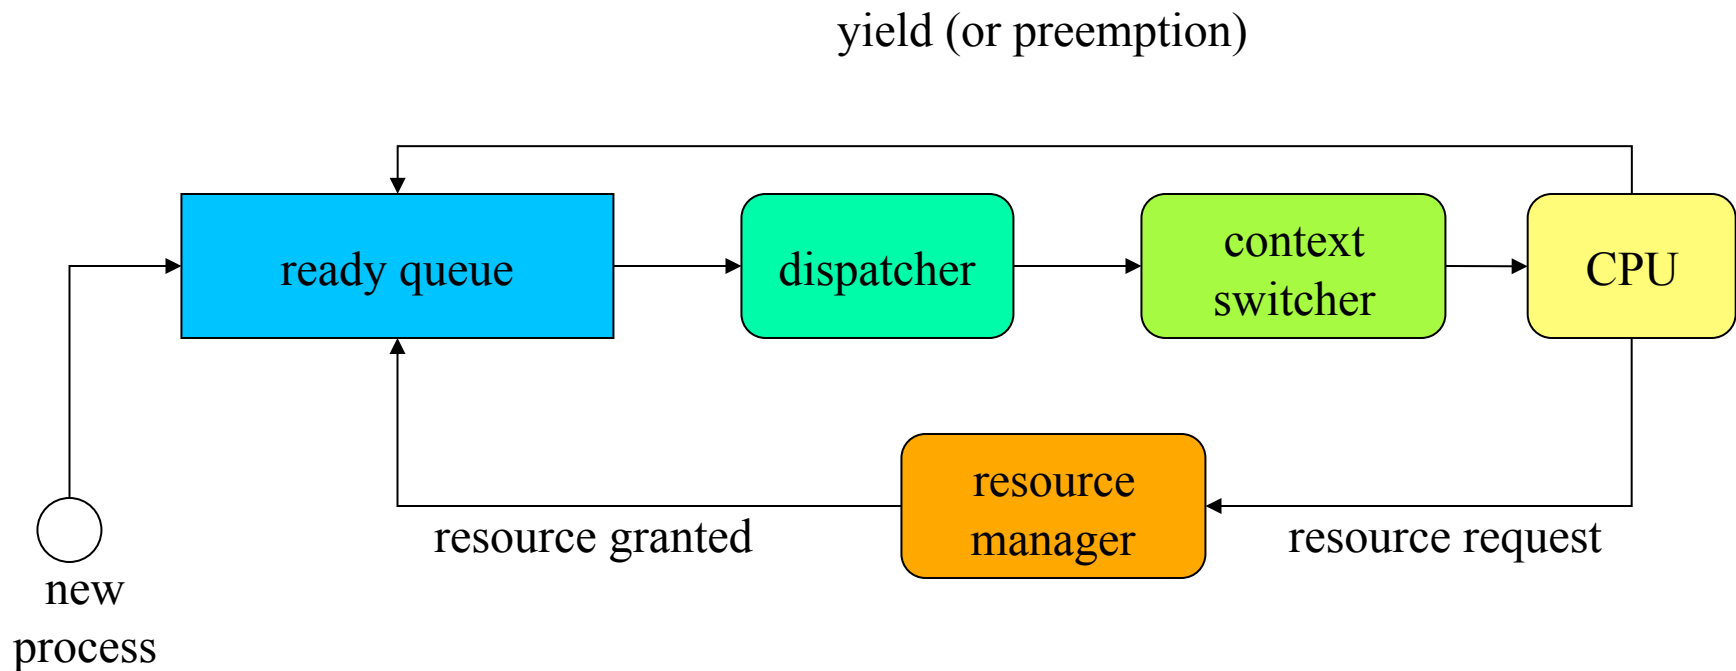 yield (or preemption)
ready queue
dispatcher
context
switcher
CPU
resource
manager
resource granted
resource request
new
process